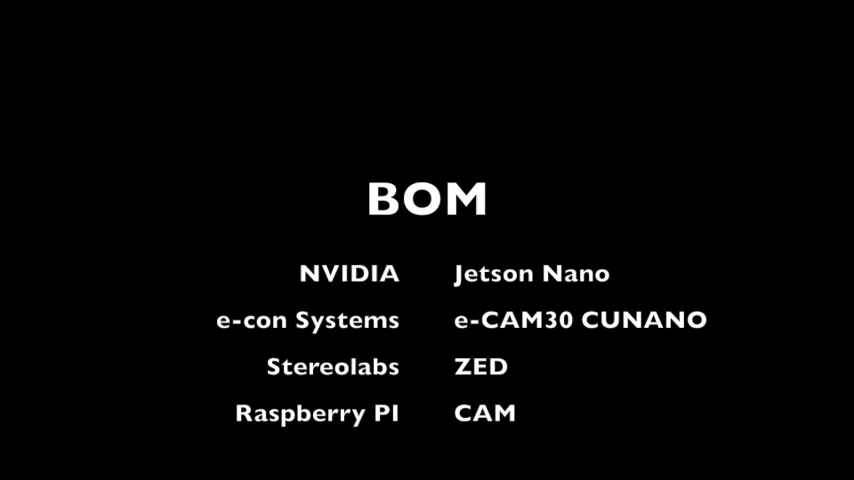 BOM
NVIDIA Jetson Nano
e-con Systems e-CAM30 CUNANO
Stereolabs ZED
Raspberry PI CAM